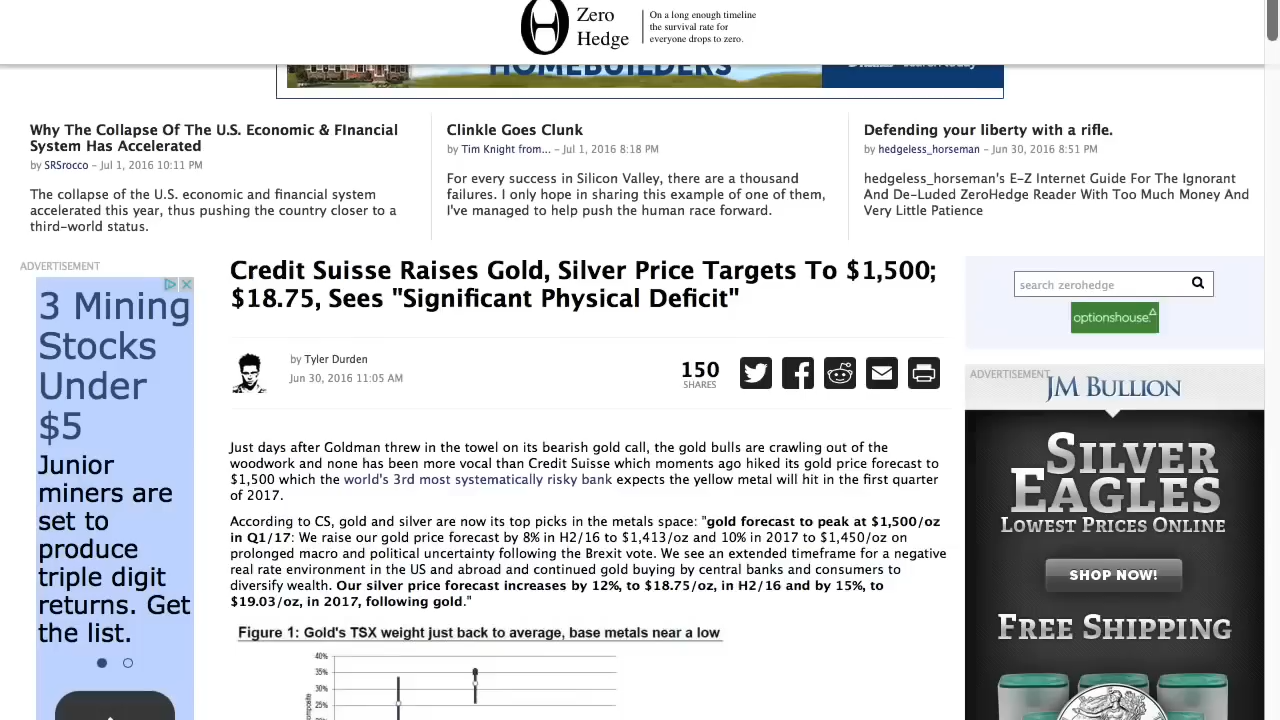 Zero
Hedge
On a long enough timeline
the survival rate for
everyone drops to zero.
HOMEBUILDERS
Why The Collapse Of The U.S. Economic & FInancial
System Has Accelerated
by SRSrocco - Jul 1, 2016 10:11 PM
The collapse of the U.S. economic and financial system
accelerated this year, thus pushing the country closer to a
third-world status.
Clinkle Goes Clunk
by Tim Knight from... - Jul 1, 2016 8:18 PM
For every success in Silicon Valley, there are a thousand
failures. I only hope in sharing this example of one of them,
I've managed to help push the human race forward.
Defending your liberty with a rifle.
by hedgeless_horseman - Jun 30, 2016 8:51 PM
hedgeless_horseman's E-Z Internet Guide For The Ignorant
And De-Luded ZeroHedge Reader With Too Much Money And
Very Little Patience
ADVERTISEMENT
3 Mining
Stocks
Under
$5
Junior
miners are
set to
produce
triple digit
returns. Get
the list.
Credit Suisse Raises Gold, Silver Price Targets To $1,500;
$18.75, Sees "Significant Physical Deficit"
by Tyler Durden
Jun 30, 2016 11:05 AM
150
SHARES
Just days after Goldman threw in the towel on its bearish gold call, the gold bulls are crawling out of the
woodwork and none has been more vocal than Credit Suisse which moments ago hiked its gold price forecast to
$1,500 which the world's 3rd most systematically risky bank expects the yellow metal will hit in the first quarter
of 2017.
According to CS, gold and silver are now its top picks in the metals space: "gold forecast to peak at $1,500/oz
in Q1/17: We raise our gold price forecast by 8% in H2/16 to $1,413/oz and 10% in 2017 to $1,450/oz on
prolonged macro and political uncertainty following the Brexit vote. We see an extended timeframe for a negative
real rate environment in the US and abroad and continued gold buying by central banks and consumers to
diversify wealth. Our silver price forecast increases by 12%, to $18.75/oz, in H2/16 and by 15%, to
$19.03/oz, in 2017, following gold."
Figure 1: Gold's TSX weight just back to average, base metals near a low
40%
35%
30%
25%
search zerohedge
optionshouse
ADVERTISEMENT
JM BULLION
SILVER
EAGLES
LOWEST PRICES ONLINE
SHOP NOW!
FREE SHIPPING